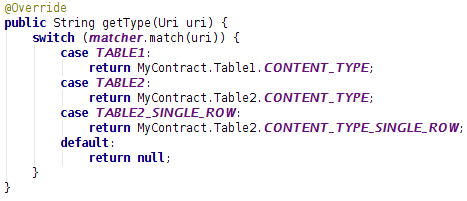 @Override
public String getType(Uri uri) {
    switch (matcher.match(uri)) {
        case TABLE1:
            return MyContract.Table1.CONTENT_TYPE;
        case TABLE2:
            return MyContract.Table2.CONTENT_TYPE;
        case TABLE2_SINGLE_ROW:
            return MyContract.Table2.CONTENT_TYPE_SINGLE_ROW;
        default:
            return null;
    }
}